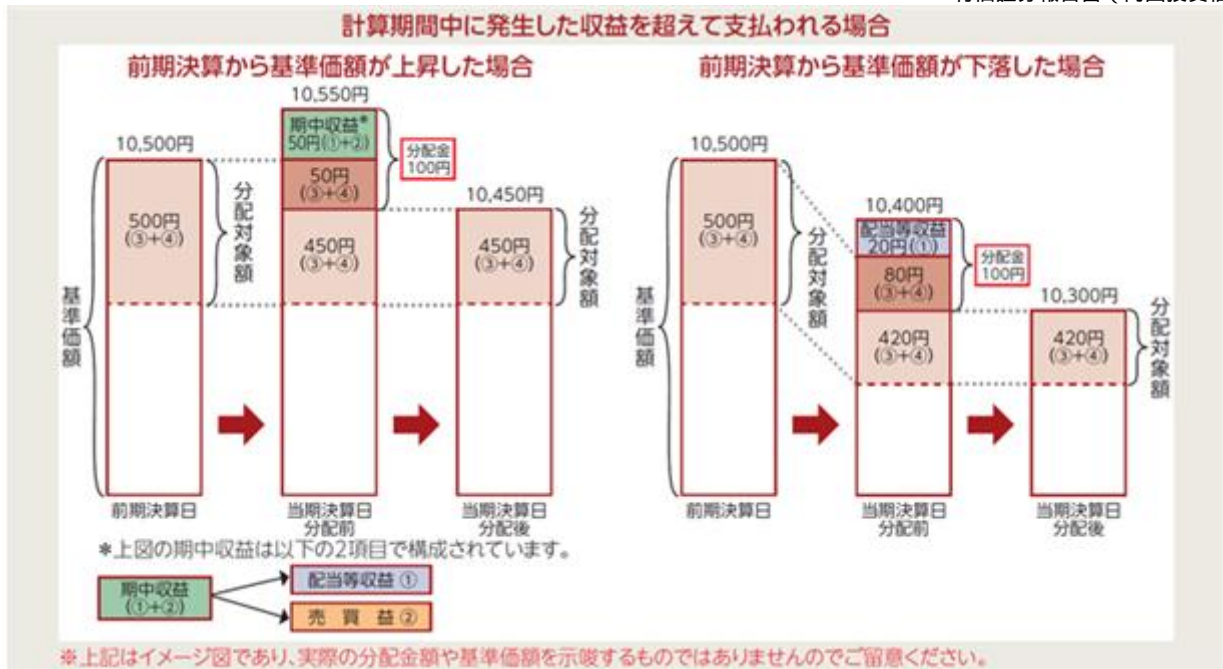 計算期間中に発生した収益を超えて支払われる場合
前期決算から基準価額が上昇した場合
10,550円
10,500円
期中収益*
50円(①+②)
分配金
100円
50円
(③+④)
10,450円
500円
(③+④)
分配対象額
450円
(③+④)
450円
(③+④)
分配対象額
基準価額
前期決算日
当期決算日
分配前
当期決算日
分配後
*上図の期中収益は以下の2項目で構成されています。
期中収益
(①+②)
配当等収益 ①
売 買 益 ②
前期決算から基準価額が下落した場合
10,500円
10,400円
500円
(③+④)
分配対象額
配当等収益
20円(①)
分配金
100円
80円
(③+④)
10,300円
420円
(③+④)
420円
(③+④)
分配対象額
基準価額
前期決算日
当期決算日
分配前
当期決算日
分配後
※上記はイメージ図であり、実際の分配金額や基準価額を示唆するものではありませんのでご留意ください。